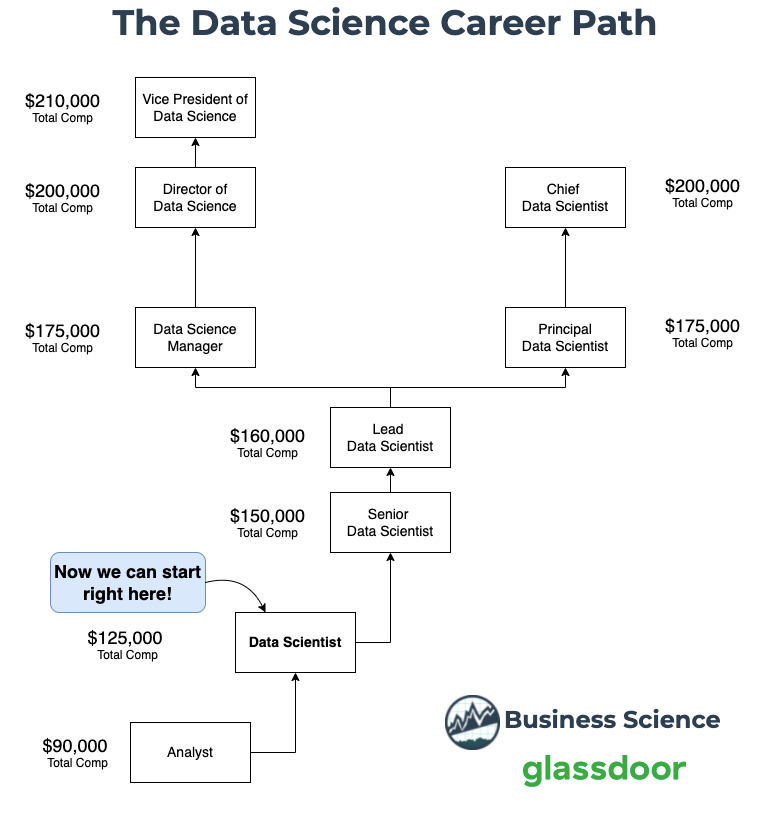 The Data Science Career Path
$210,000
Total Comp
Vice President of
Data Science
$200,000
Total Comp
Director of
Data Science
Chief
Data Scientist
$200,000
Total Comp
$175,000
Total Comp
Data Science
Manager
Principal
Data Scientist
$175,000
Total Comp
$160,000
Total Comp
Lead
Data Scientist
$150,000
Total Comp
Senior
Data Scientist
Now we can start
right here!
$125,000
Total Comp
Data Scientist
$90,000
Total Comp
Analyst
Business Science
glassdoor